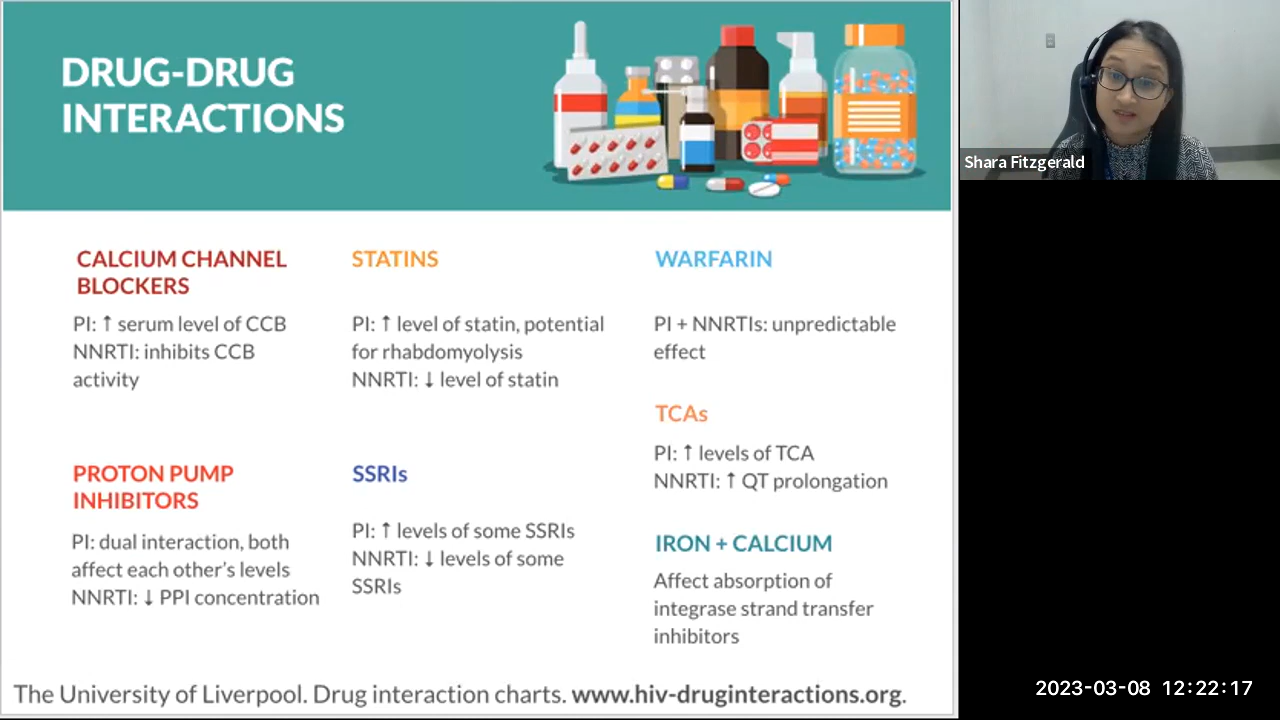 DRUG-DRUG
INTERACTIONS
Shara Fitzgerald
CALCIUM CHANNEL
BLOCKERS
PI: ↑ serum level of CCB
NNRTI: inhibits CCB
activity
STATINS
PI: ↑ level of statin, potential
for rhabdomyolysis
NNRTI: ↓ level of statin
WARFARIN
PI + NNRTIs: unpredictable
effect
TCAs
PI: ↑ levels of TCA
NNRTI: ↑ QT prolongation
PROTON PUMP
INHIBITORS
PI: dual interaction, both
affect each other's levels
NNRTI: ↓ PPI concentration
SSRIs
PI: ↑ levels of some SSRIs
NNRTI: ↓ levels of some
SSRIs
IRON + CALCIUM
Affect absorption of
integrase strand transfer
inhibitors
The University of Liverpool. Drug interaction charts. www.hiv-druginteractions.org.
2023-03-08 12:22:17